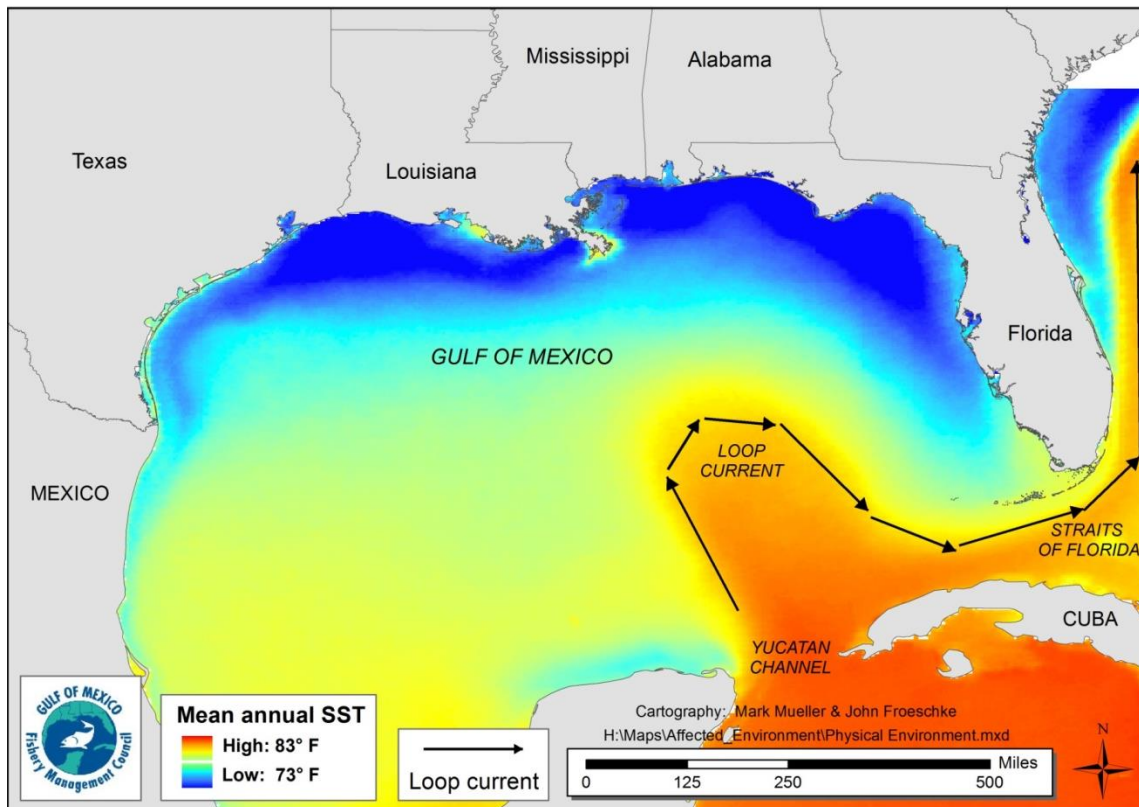 Mississippi
Alabama
Texas
Louisiana
GULF OF MEXICO
Florida
LOOP
CURRENT
MEXICO
STRAITS
OF FLORIDA
CUBA
YUCATAN
CHANNEL
GULF OF MEXICO
Fishery Management Council
Mean annual SST
High: 83° F
Low: 73° F
Loop current
Cartography: Mark Mueller & John Froeschke
H:\Maps\Affected_Environment\Physical Environment.mxd
Miles
0 125 250 500
N